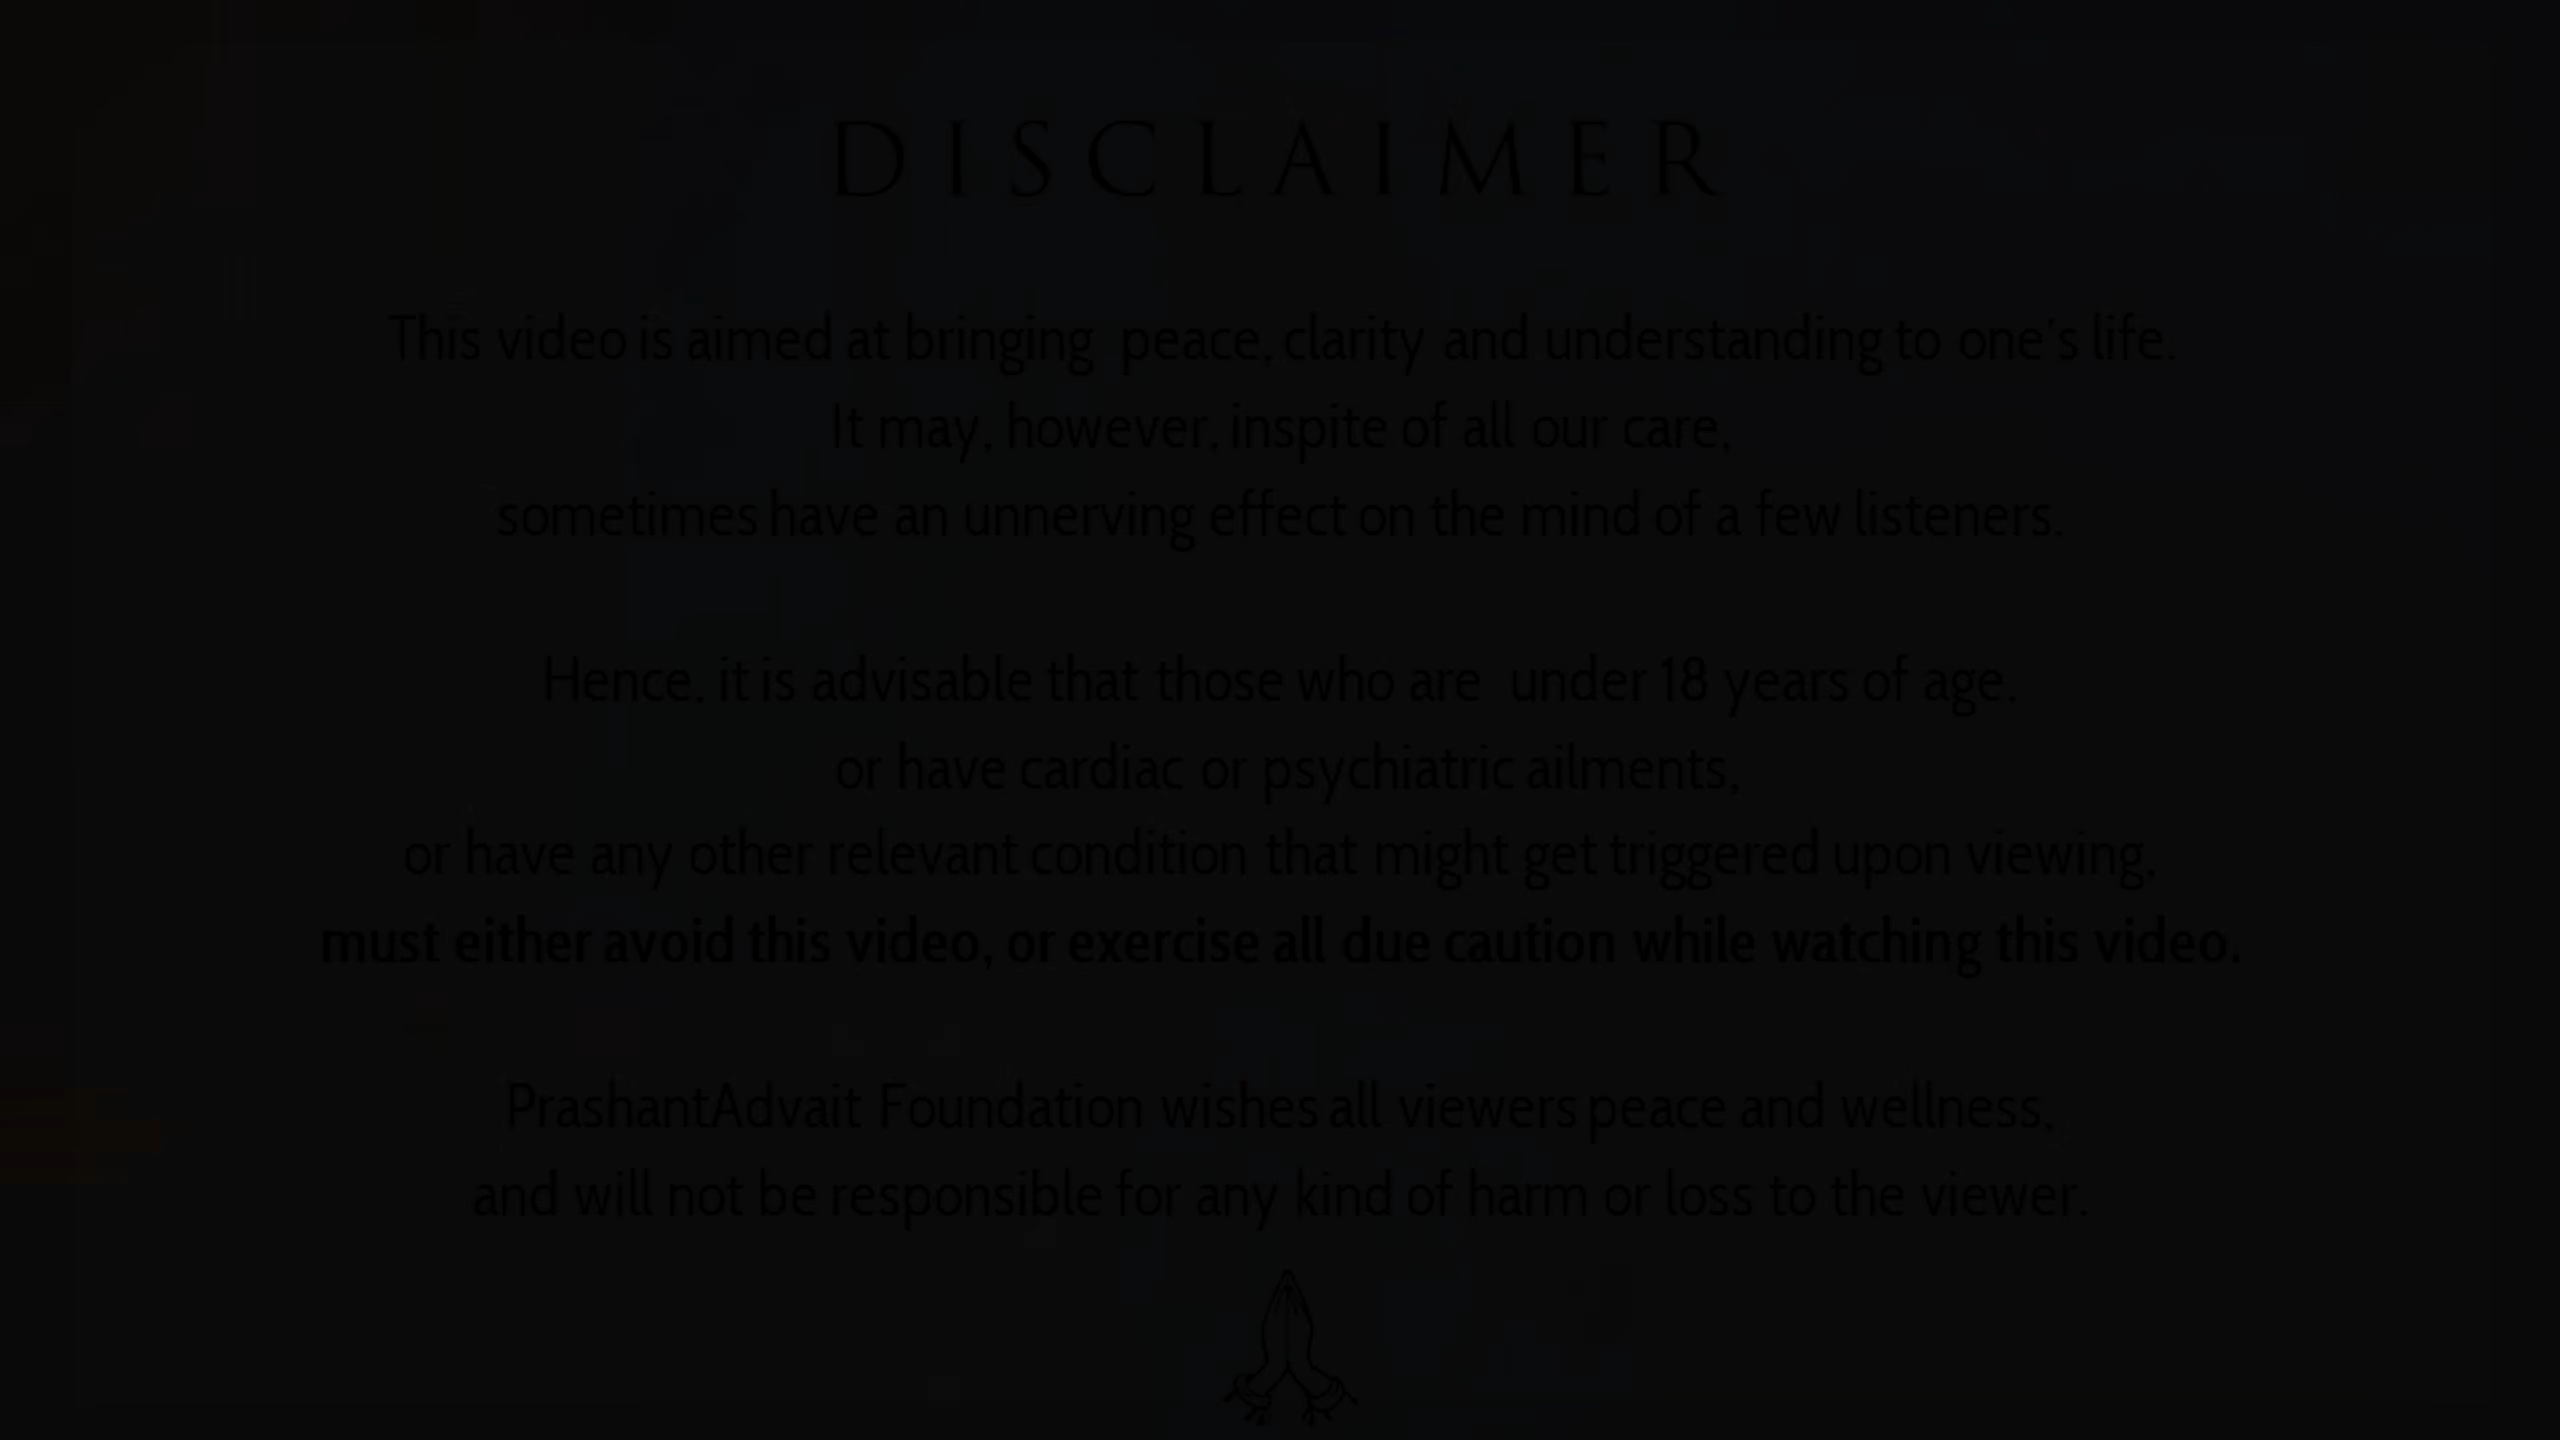 DISCLAIMER
This video is aimed at bringing peace, clarity and understanding to one's life.
It may, however, inspite of all our care,
sometimes have an unnerving effect on the mind of a few listeners.
Hence, it is advisable that those who are under 18 years of age,
or have cardiac or psychiatric ailments,
or have any other relevant condition that might get triggered upon viewing,
must either avoid this video, or exercise all due caution while watching this video.
PrashantAdvait Foundation wishes all viewers peace and wellness,
and will not be responsible for any kind of harm or loss to the viewer.